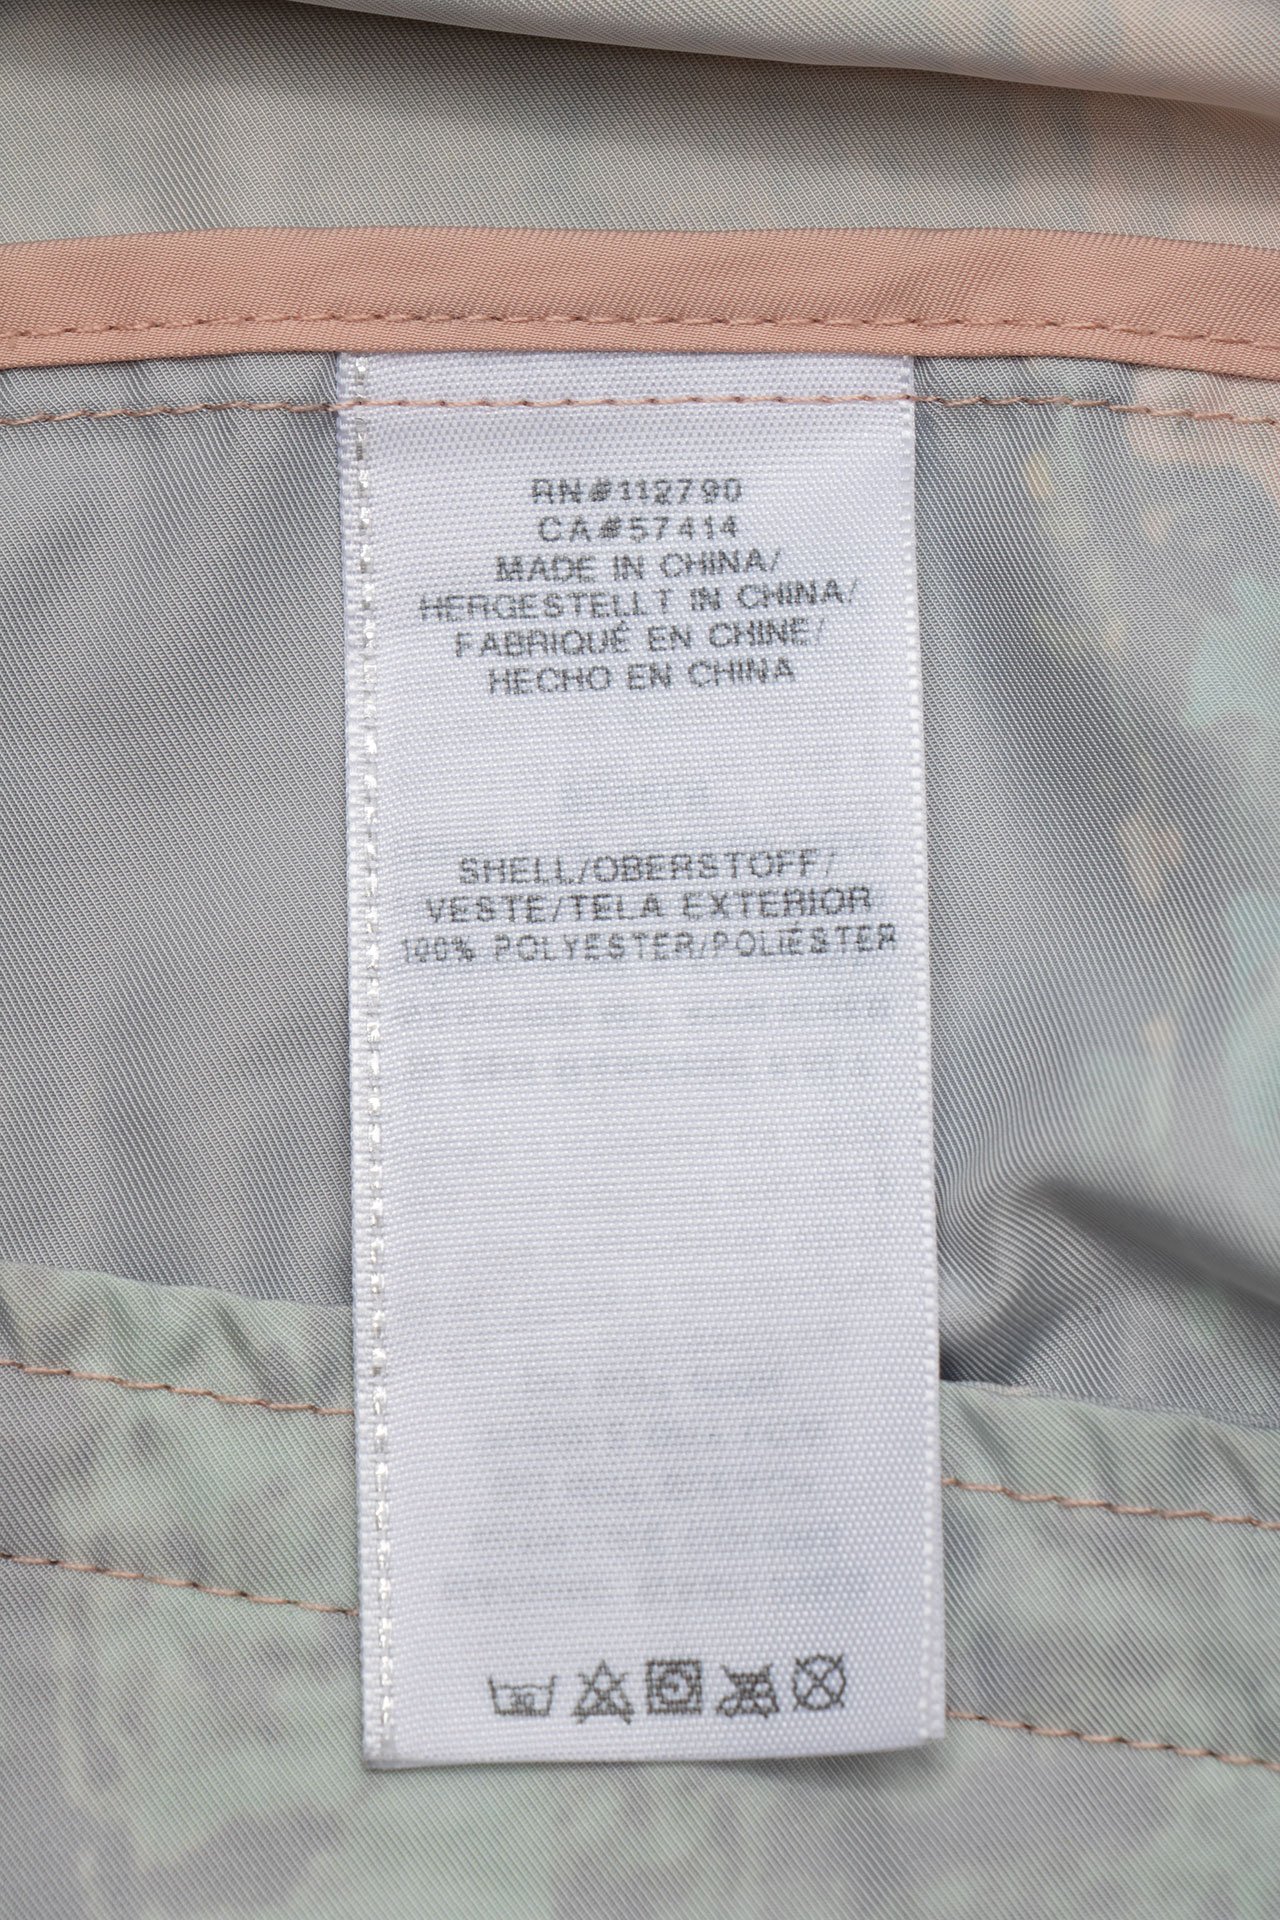 RN#112790
CA#57414
MADE IN CHINA/
HERGESTELLT IN CHINA/
FABRIQUÉ EN CHINE/
HECHO EN CHINA
SHELL/OBERSTOFF/
VESTE/TELA EXTERIOR
100% POLYESTER/POLIÉSTER
30